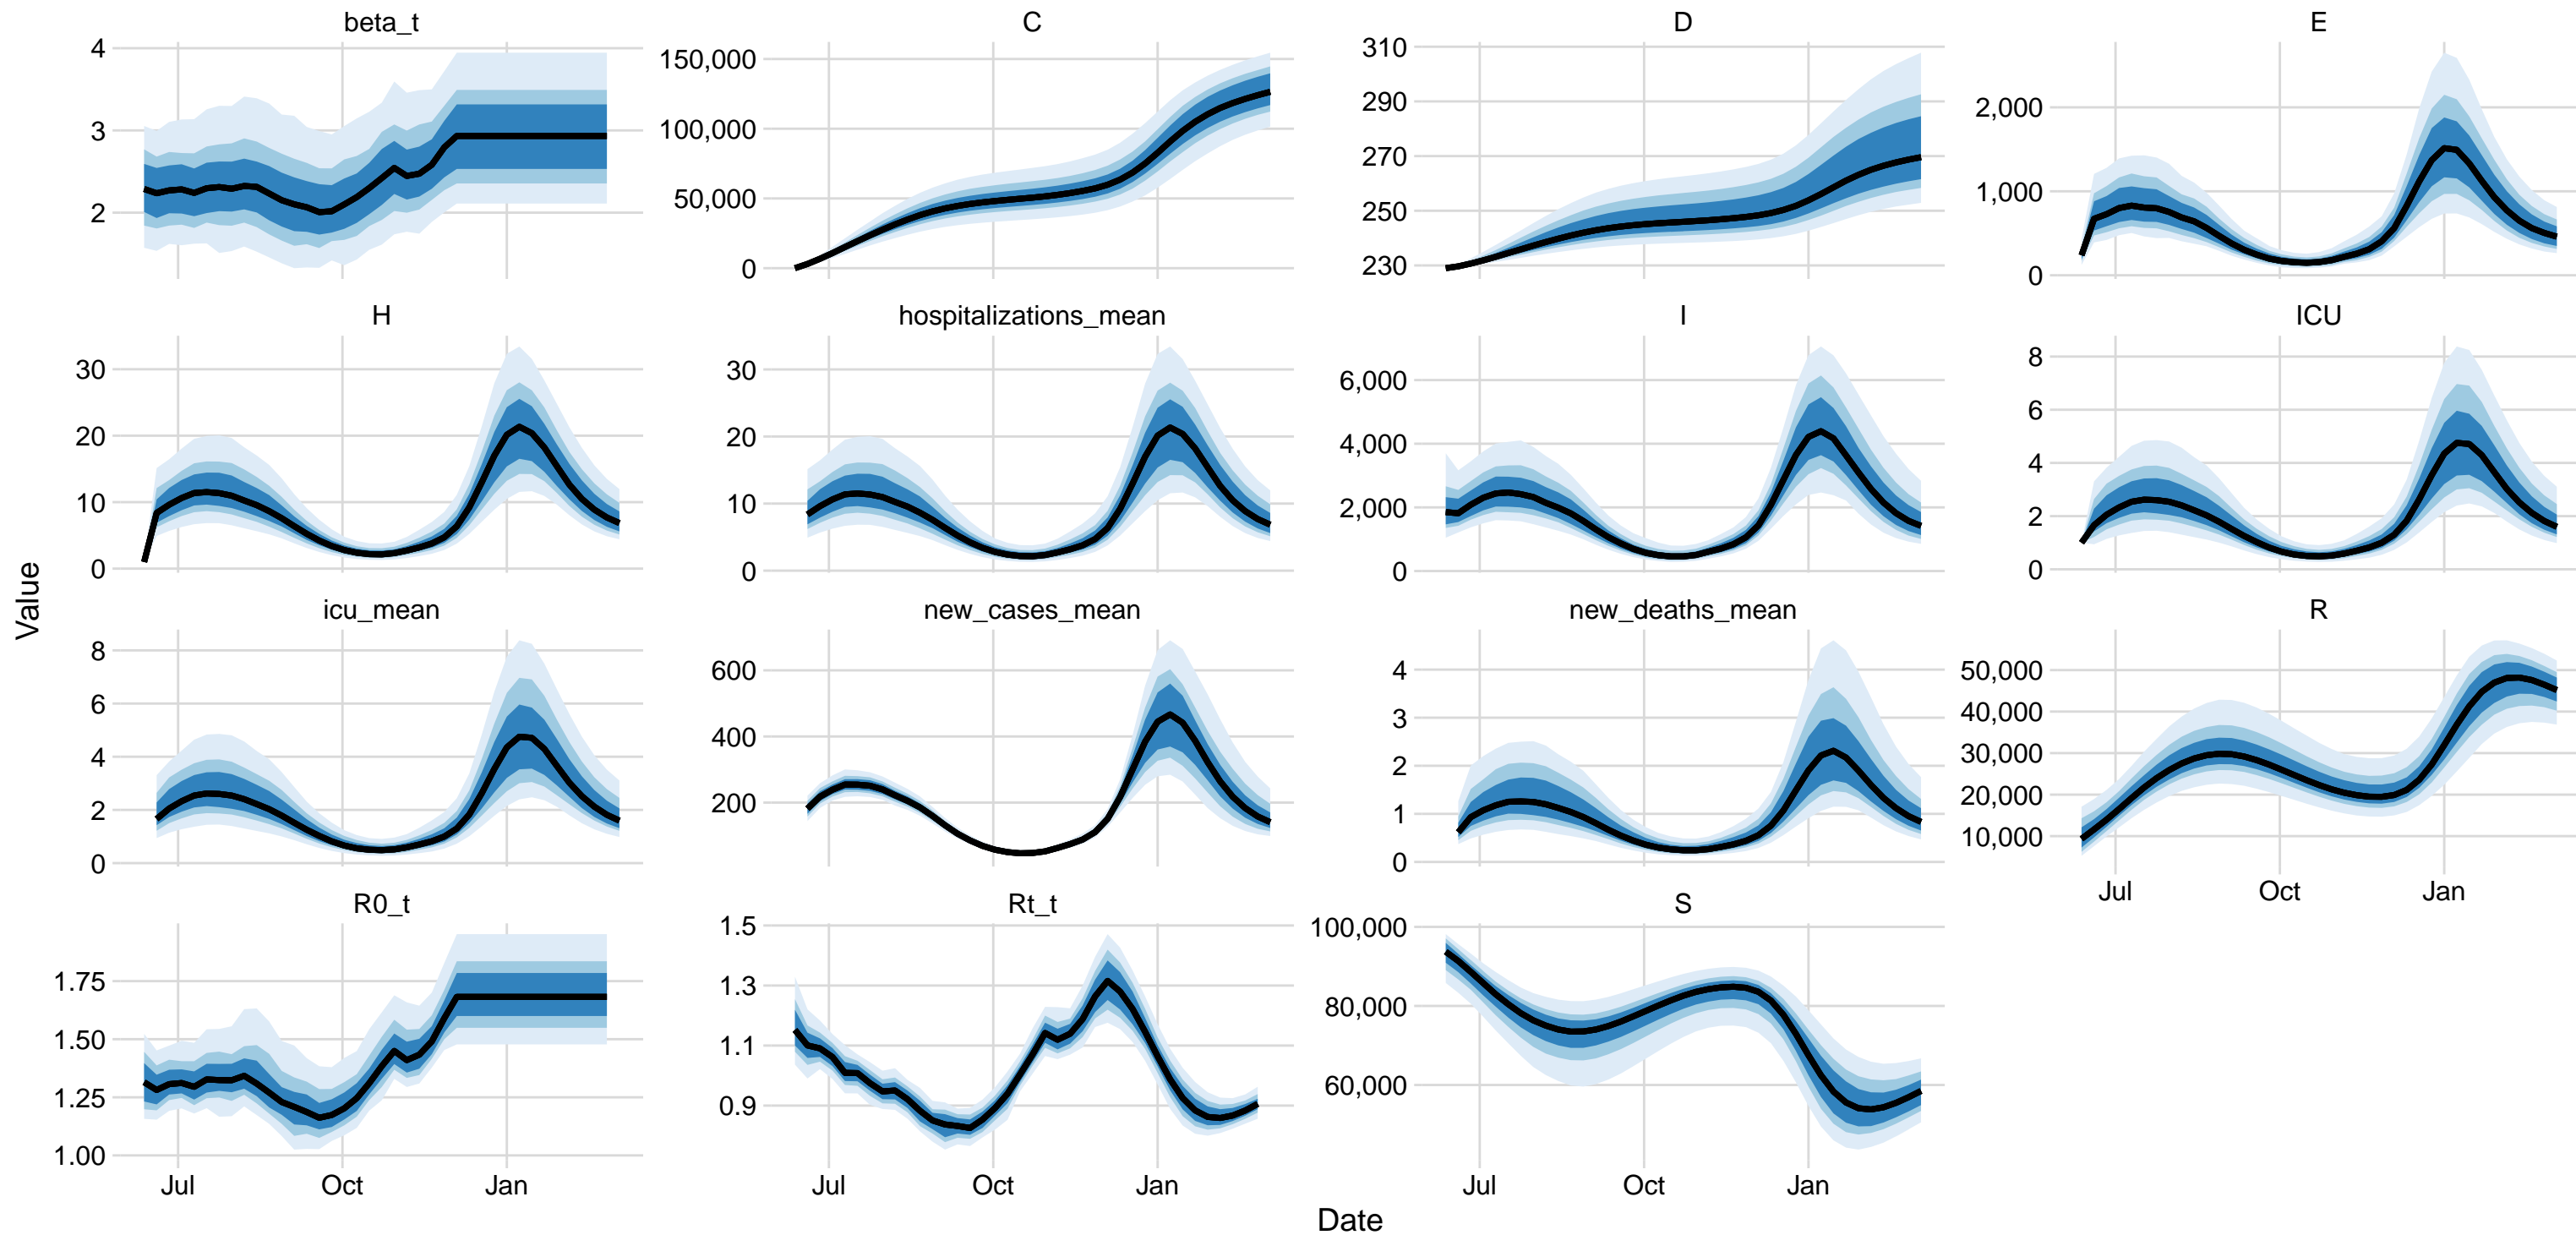 beta_t
C
D
E
4
3
2
150,000
100,000
50,000
0
310
290
270
250
230
2,000
1,000
0
H
hospitalizations_mean
I
ICU
30
20
10
0
30
20
10
0
6,000
4,000
2,000
0
8
6
4
2
0
Value
icu_mean
new_cases_mean
new_deaths_mean
R
8
6
4
2
0
600
400
200
4
3
2
1
0
50,000
40,000
30,000
20,000
10,000
Jul Oct Jan
R0_t
Rt_t
S
1.75
1.50
1.25
1.00
1.5
1.3
1.1
0.9
100,000
80,000
60,000
Jul Oct Jan
Jul Oct Jan
Jul Oct Jan
Date